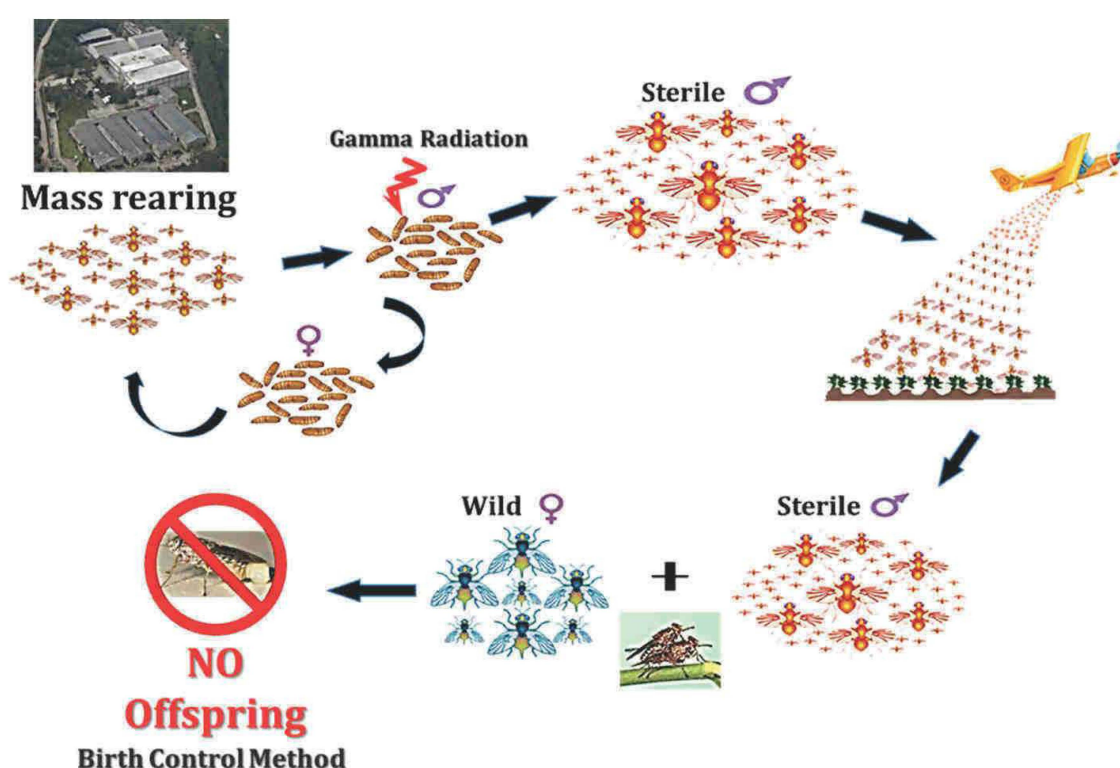 Mass rearing
Gamma Radiation
Sterile
Wild
Sterile
NO
Offspring
Birth Control Method